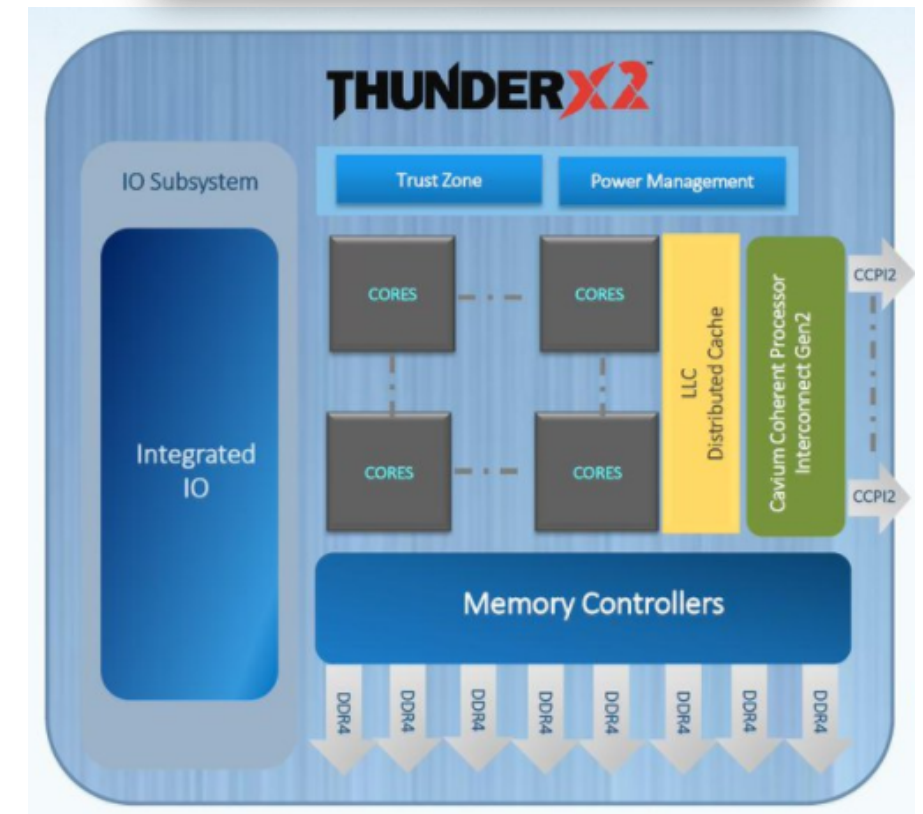 THUNDERX2™
IO Subsystem
Trust Zone
Power Management
CORES
CORES
LLC
Distributed Cache
Cavium Coherent Processor
Interconnect Gen2
CCPI2
Integrated
IO
CORES
CORES
CCPI2
Memory Controllers
DDR4
DDR4
DDR4
DDR4
DDR4
DDR4
DDR4
DDR4